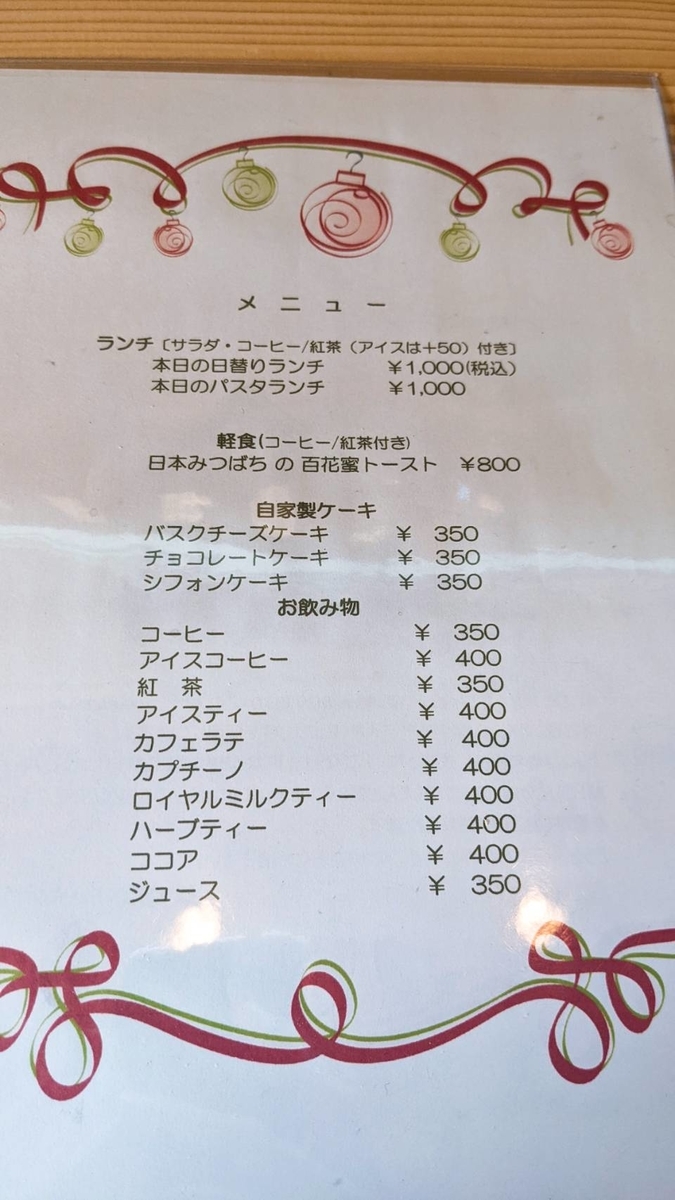 メニュー
ランチ〔サラダ・コーヒー/紅茶（アイスは＋50）付き〕
本日の日替りランチ ￥1,000(税込)
本日のパスタランチ ￥1,000
軽食(コーヒー/紅茶付き)
日本みつばち の 百花蜜トースト ￥800
自家製ケーキ
バスクチーズケーキ ￥ 350
チョコレートケーキ ￥ 350
シフォンケーキ ￥ 350
お飲み物
コーヒー ￥ 350
アイスコーヒー ￥ 400
紅　茶 ￥ 350
アイスティー ￥ 400
カフェラテ ￥ 400
カプチーノ ￥ 400
ロイヤルミルクティー ￥ 400
ハーブティー ￥ 400
ココア ￥ 400
ジュース ￥ 350